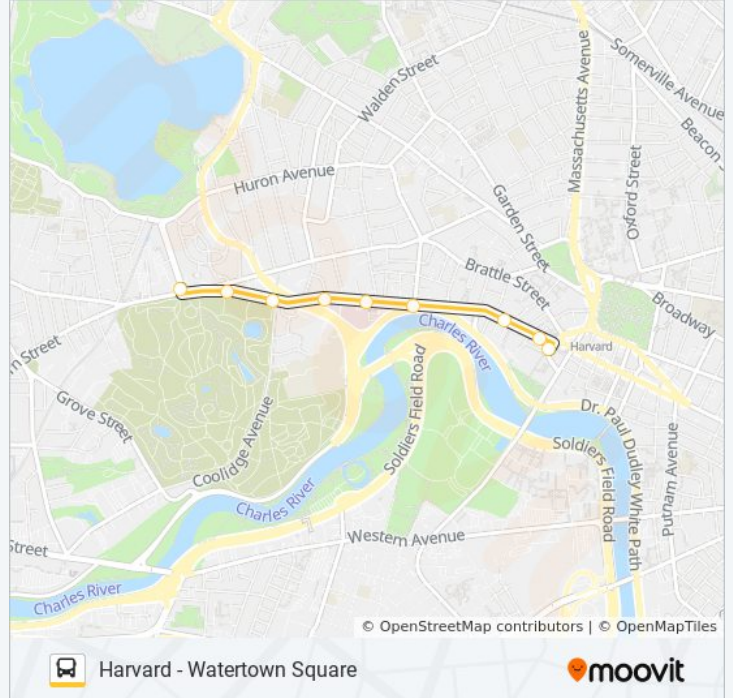 Walden Street
Somerville Avenue
Massachusetts Avenue
Beacon S
Huron Avenue
Oxford Street
Garden Street
Brattle Street
Broadway
Charles River
Harvard
n Street
Grove Street
Coolidge Avenue
Soldiers Field Road
Dr. Paul Dudley White Path
Soldiers Field Road
Putnam Avenue
Charles River
Western Avenue
Street
Charles River
© OpenStreetMap contributors | © OpenMapTiles
Harvard - Watertown Square
moovit